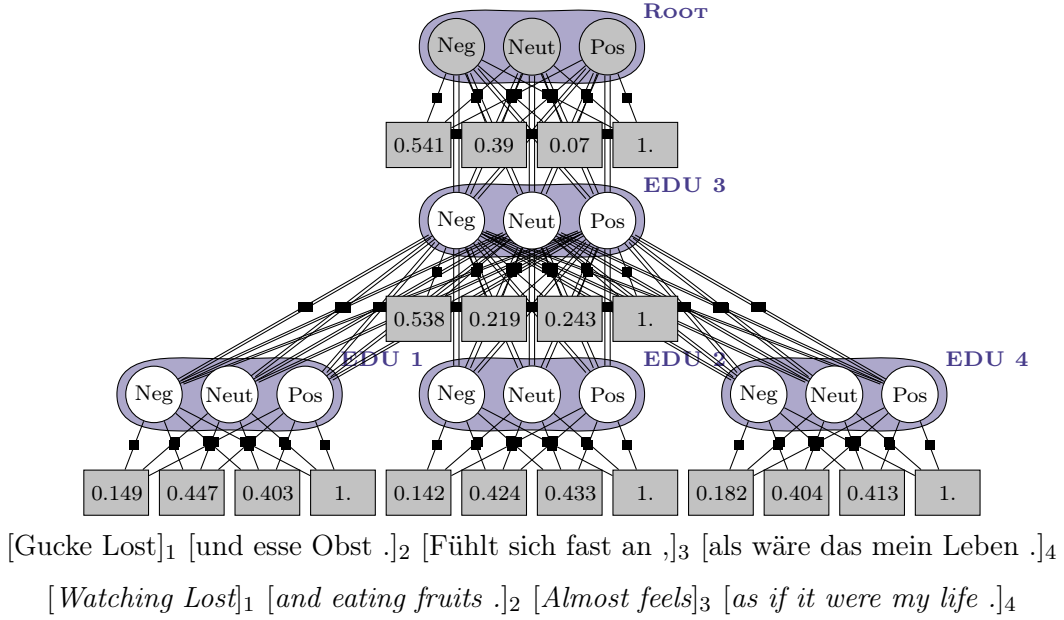 ROOT
Neg Neut Pos
0.541 0.39 0.07 1.
EDU 3
Neg Neut Pos
0.538 0.219 0.243 1.
EDU 1 EDU 2 EDU 4
Neg Neut Pos Neg Neut Pos Neg Neut Pos
0.149 0.447 0.403 1. 0.142 0.424 0.433 1. 0.182 0.404 0.413 1.
[Gucke Lost]1 [und esse Obst .]2 [Fühlt sich fast an ,]3 [als wäre das mein Leben .]4
[Watching Lost]1 [and eating fruits .]2 [Almost feels]3 [as if it were my life .]4